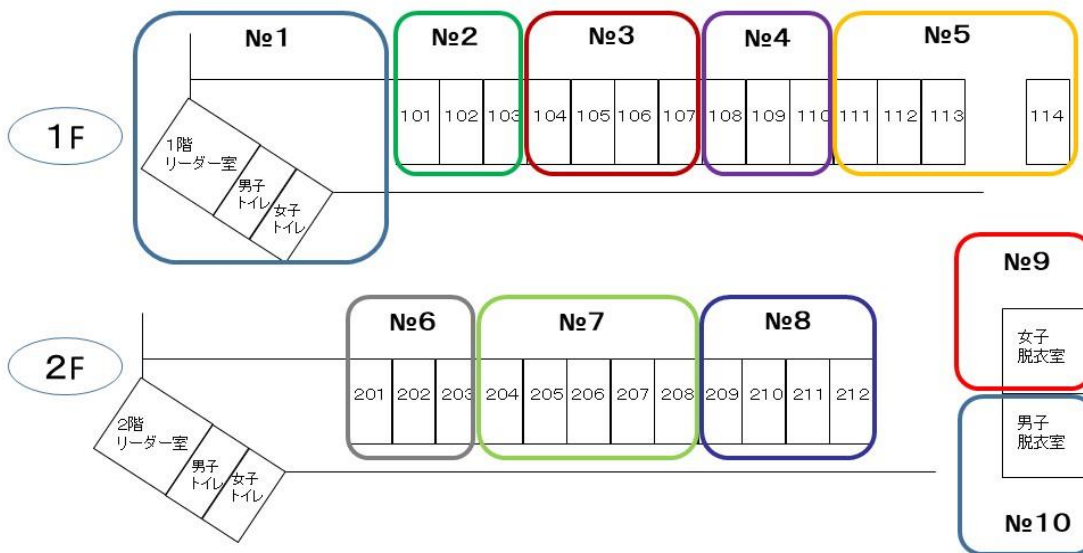 №1
№2
№3
№4
№5
1F
101 102 103 104 105 106 107 108 109 110 111 112 113 114
1階
リーダー室
男子
トイレ
女子
トイレ
№6
№7
№8
№9
2F
201 202 203 204 205 206 207 208 209 210 211 212
女子
脱衣室
2階
リーダー室
男子
トイレ
女子
トイレ
男子
脱衣室
№10